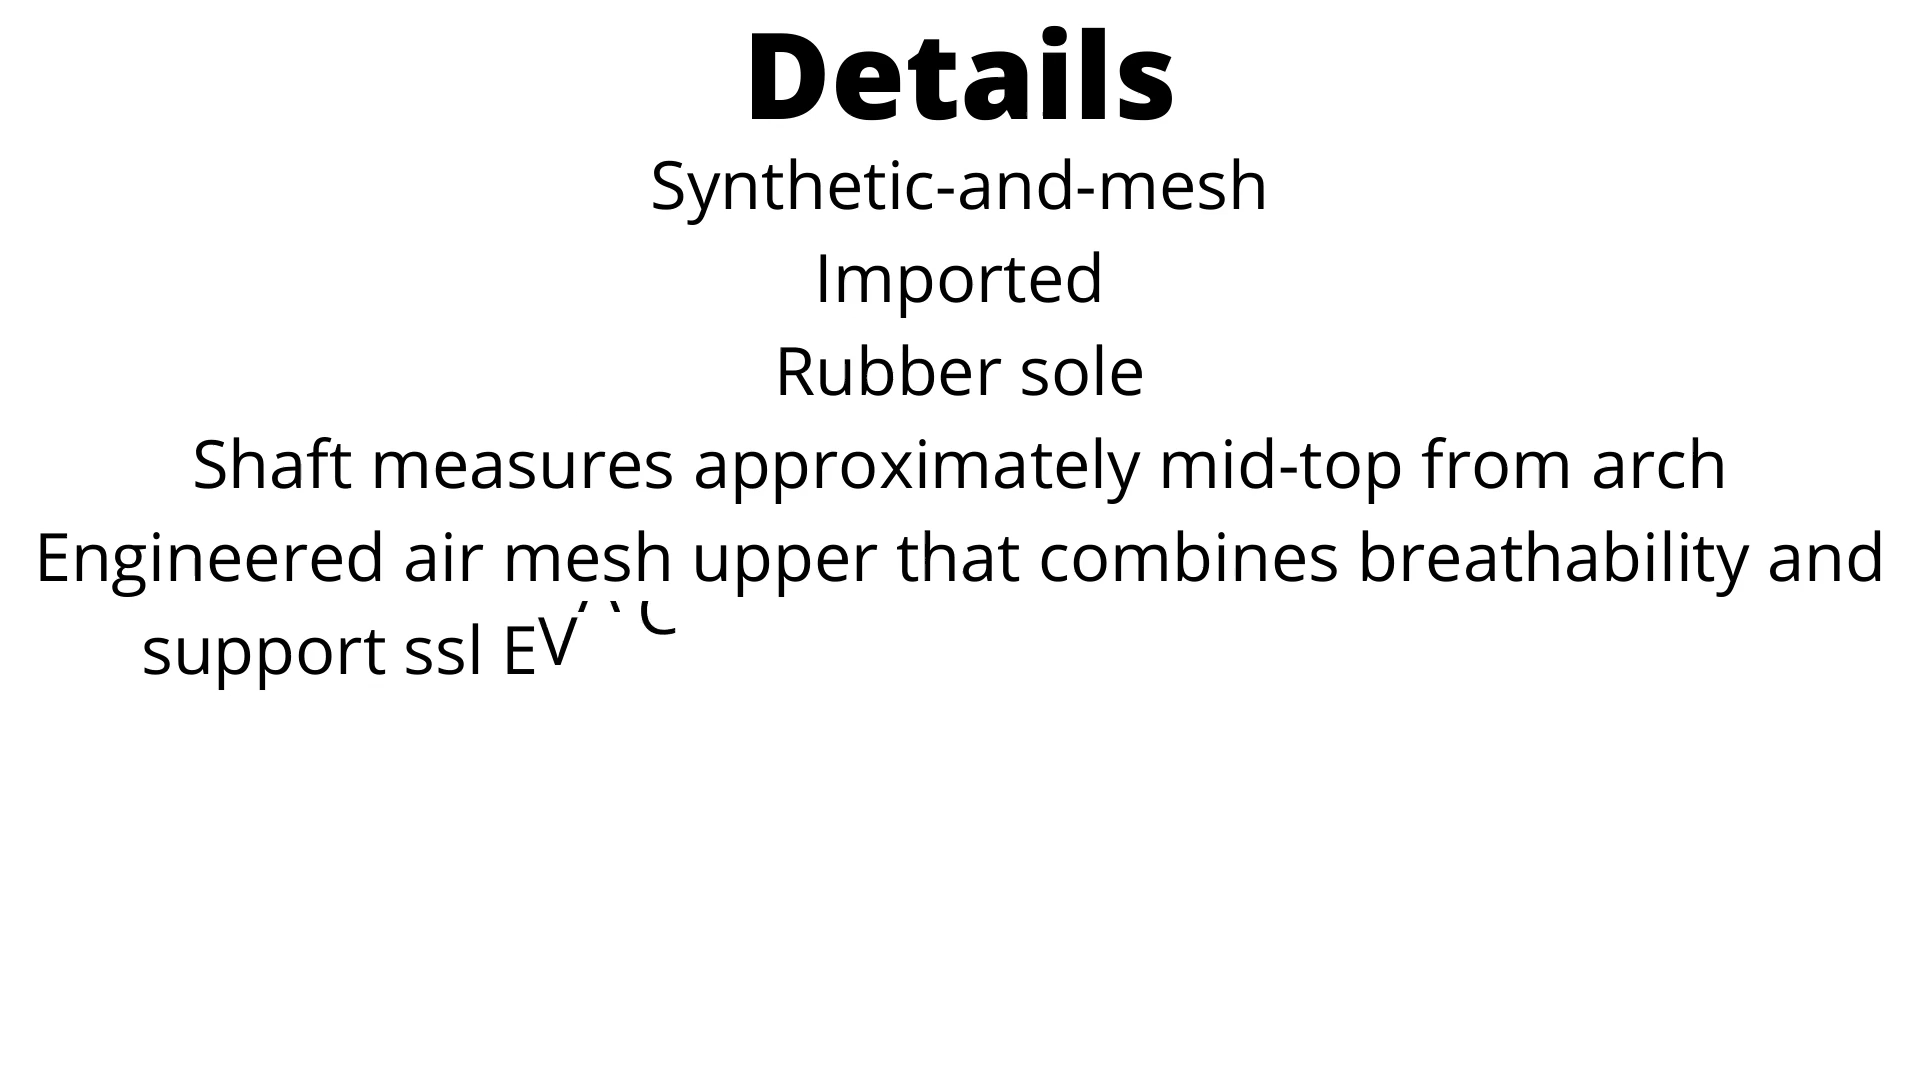 Details
Synthetic-and-mesh
Imported
Rubber sole
Shaft measures approximately mid-top from arch
Engineered air mesh upper that combines breathability and
support ssl EV